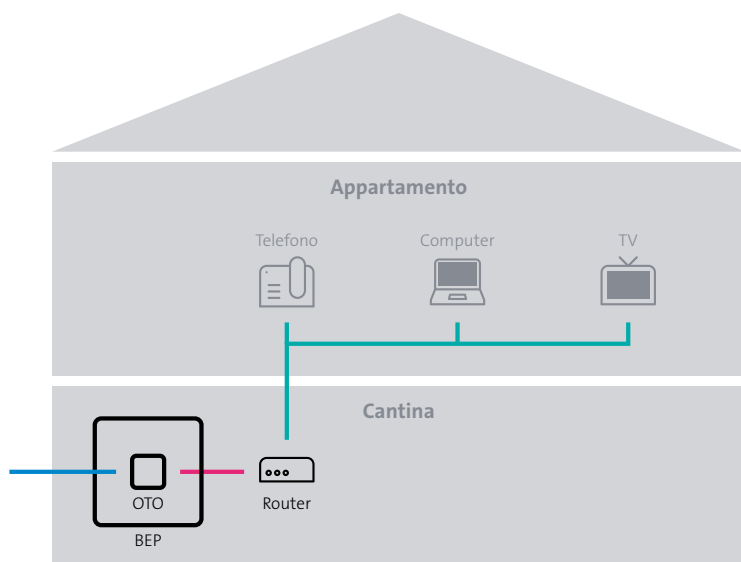 Appartamento
Telefono
Computer
TV
Cantina
OTO
Router
BEP